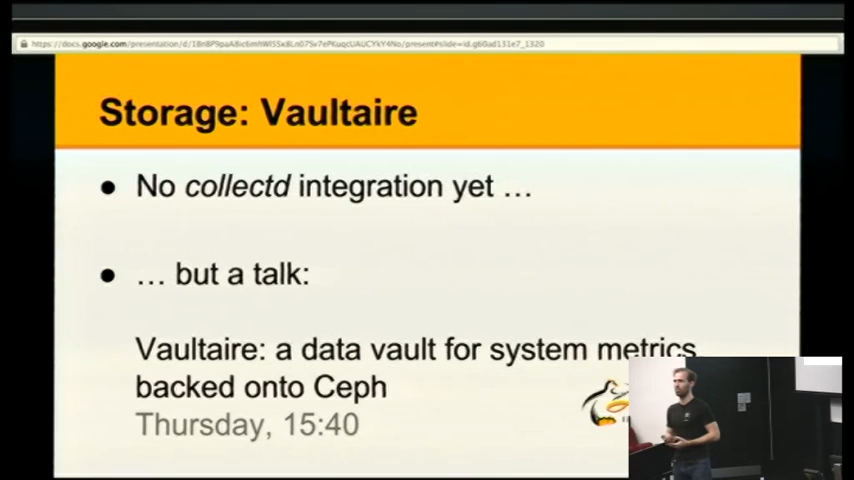 Storage: Vaultaire
● No collectd integration yet …
● … but a talk:
Vaultaire: a data vault for system metrics
backed onto Ceph
Thursday, 15:40